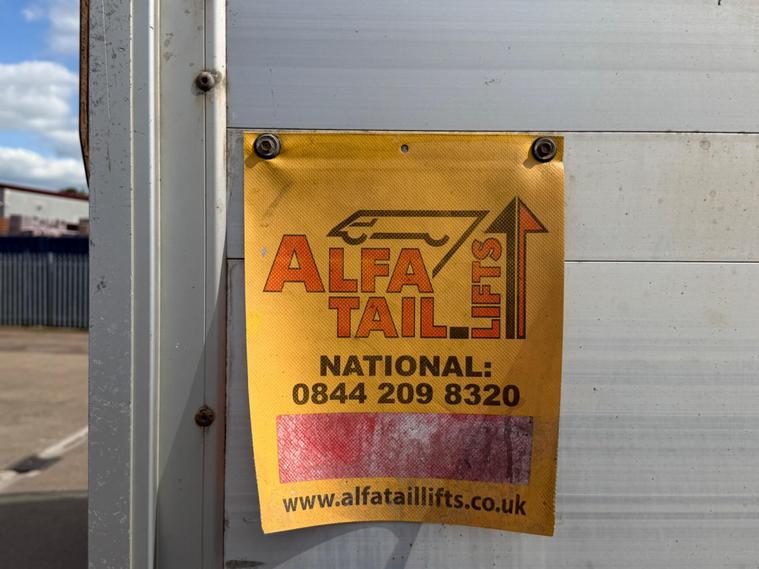 ALFA
TAIL
LIFTS
NATIONAL:
0844 209 8320
www.alfataillifts.co.uk